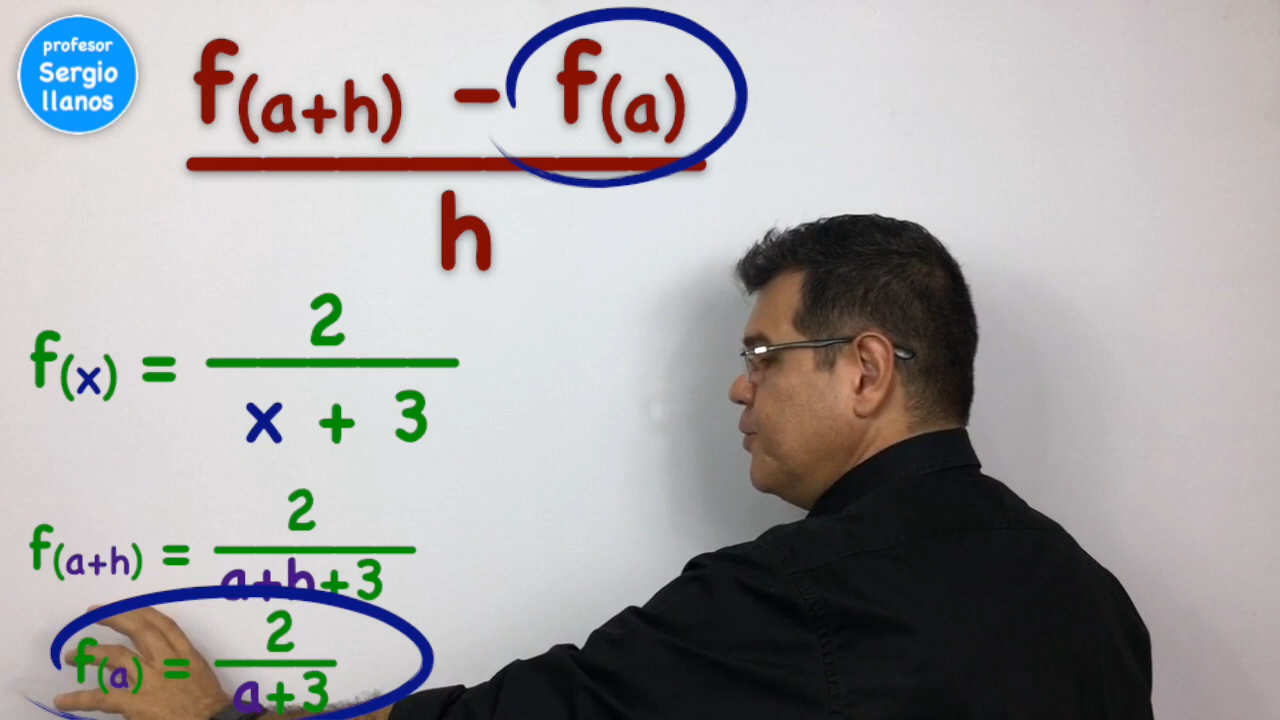 profesor
Sergio
llanos
f(a+h) - f(a)
h
2
f(x) =
x + 3
2
f(a+h) =
a+h+3
2
f(a) =
a+3